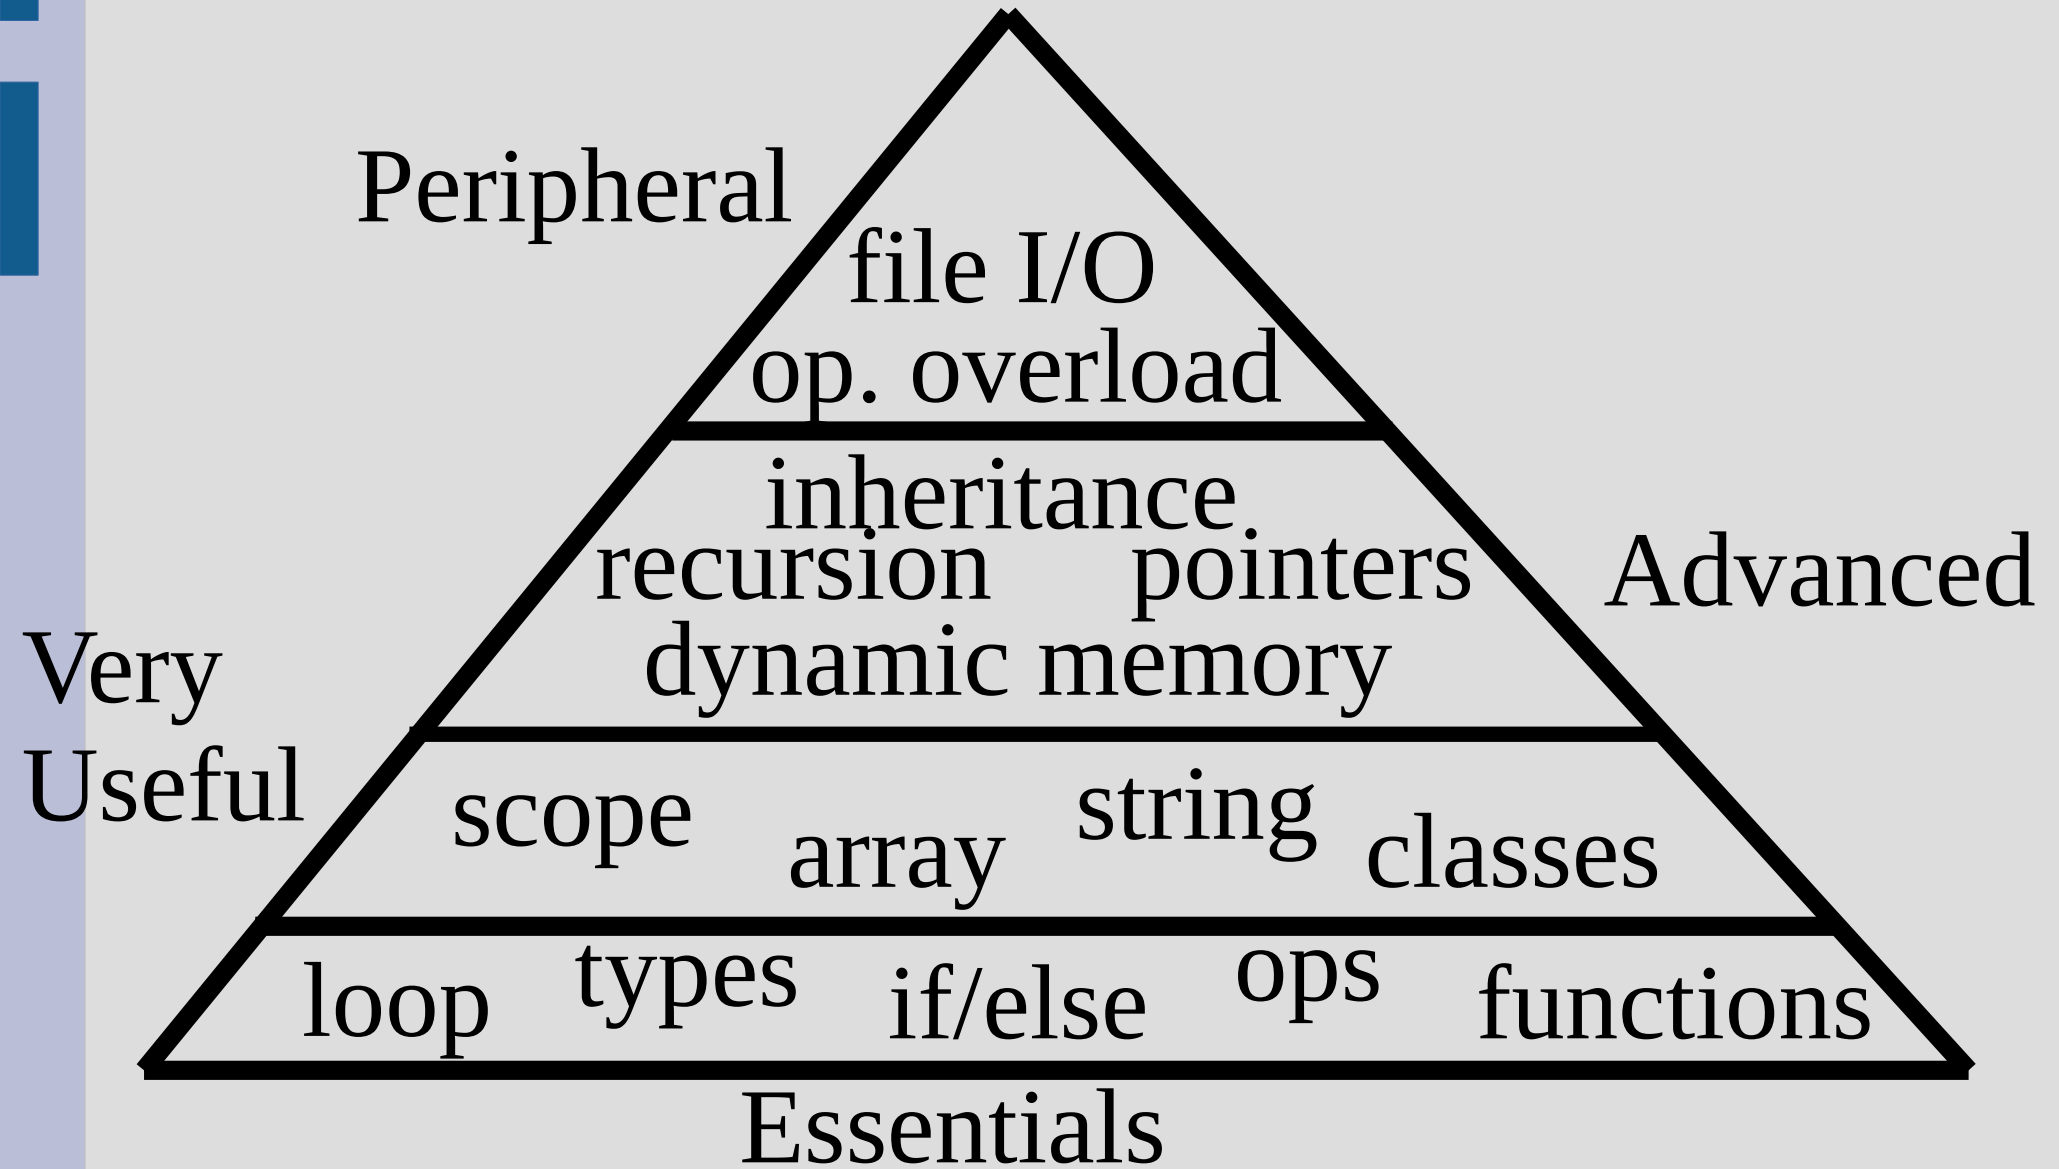 Peripheral
file I/O
op. overload
inheritance
recursion pointers
Advanced
dynamic memory
Very
Useful
scope array string classes
loop types if/else ops functions
Essentials